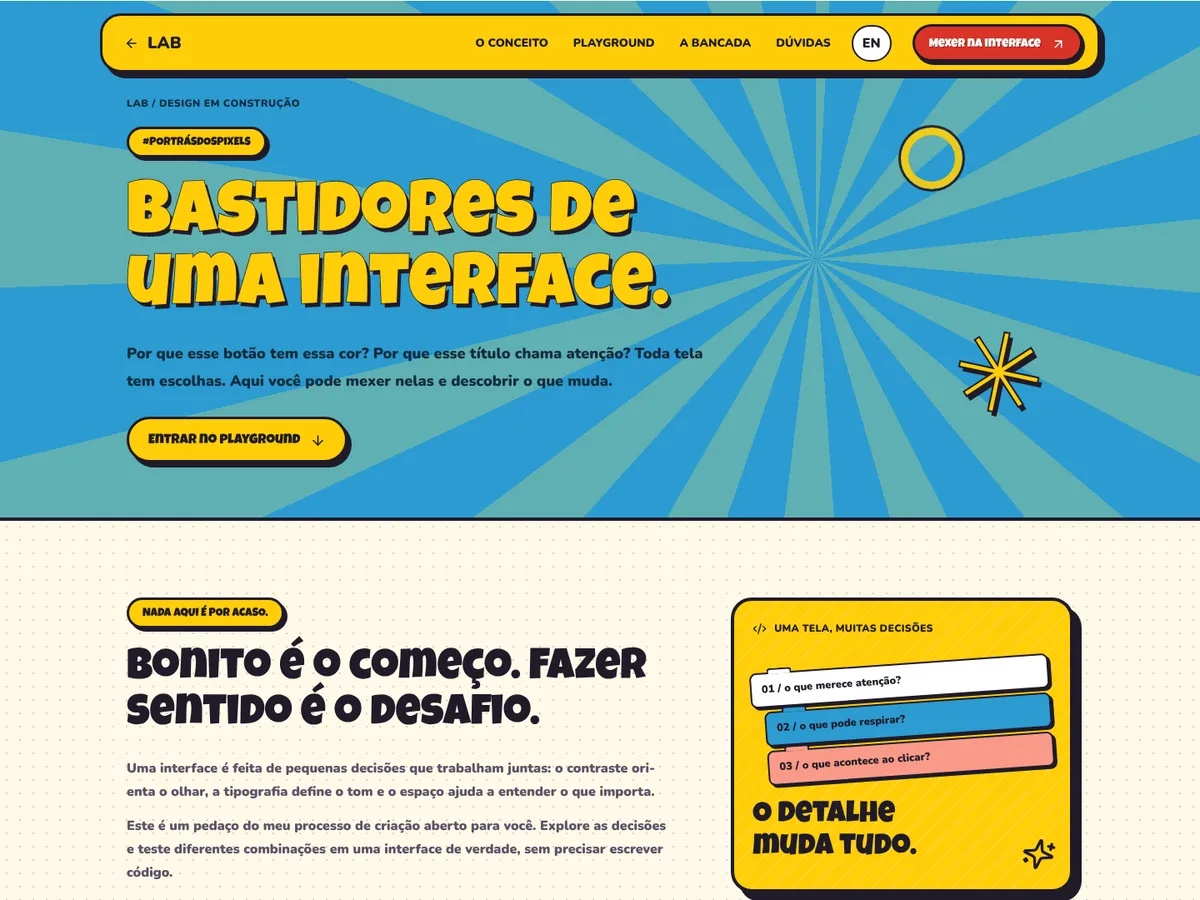 ← LAB
O CONCEITO
PLAYGROUND
A BANCADA
DÚVIDAS
EN
Mexer na interface
LAB / DESIGN EM CONSTRUÇÃO
#PORTRÁSDOSPIXELS
Bastidores de
uma interface.
Por que esse botão tem essa cor? Por que esse título chama atenção? Toda tela
tem escolhas. Aqui você pode mexer nelas e descobrir o que muda.
Entrar no playground ↓
Nada aqui é por acaso.
Bonito é o começo. Fazer
sentido é o desafio.
Uma interface é feita de pequenas decisões que trabalham juntas: o contraste ori-
enta o olhar, a tipografia define o tom e o espaço ajuda a entender o que importa.
Este é um pedaço do meu processo de criação aberto para você. Explore as decisões
e teste diferentes combinações em uma interface de verdade, sem precisar escrever
código.
</> UMA TELA, MUITAS DECISÕES
01 / o que merece atenção?
02 / o que pode respirar?
03 / o que acontece ao clicar?
O detalhe
muda tudo.